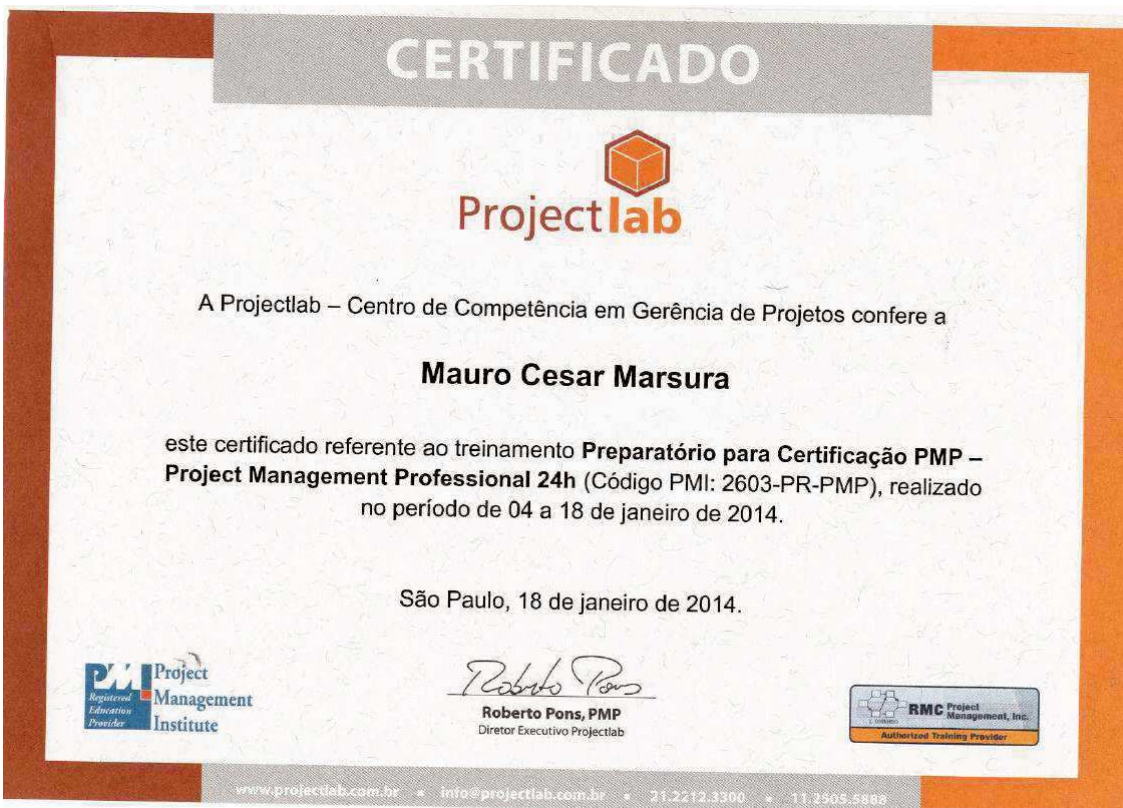 CERTIFICADO
Projectlab
A Projectlab – Centro de Competência em Gerência de Projetos confere a
Mauro Cesar Marsura
este certificado referente ao treinamento Preparatório para Certificação PMP –
Project Management Professional 24h (Código PMI: 2603-PR-PMP), realizado
no período de 04 a 18 de janeiro de 2014.
São Paulo, 18 de janeiro de 2014.
PMI
Registered
Education
Provider
Project
Management
Institute
Roberto Pons
Roberto Pons, PMP
Diretor Executivo Projectlab
RMC Project
Management, Inc.
Authorized Training Provider
www.projectlab.com.br • info@projectlab.com.br • 21.2212.3300 • 11.2505.5888